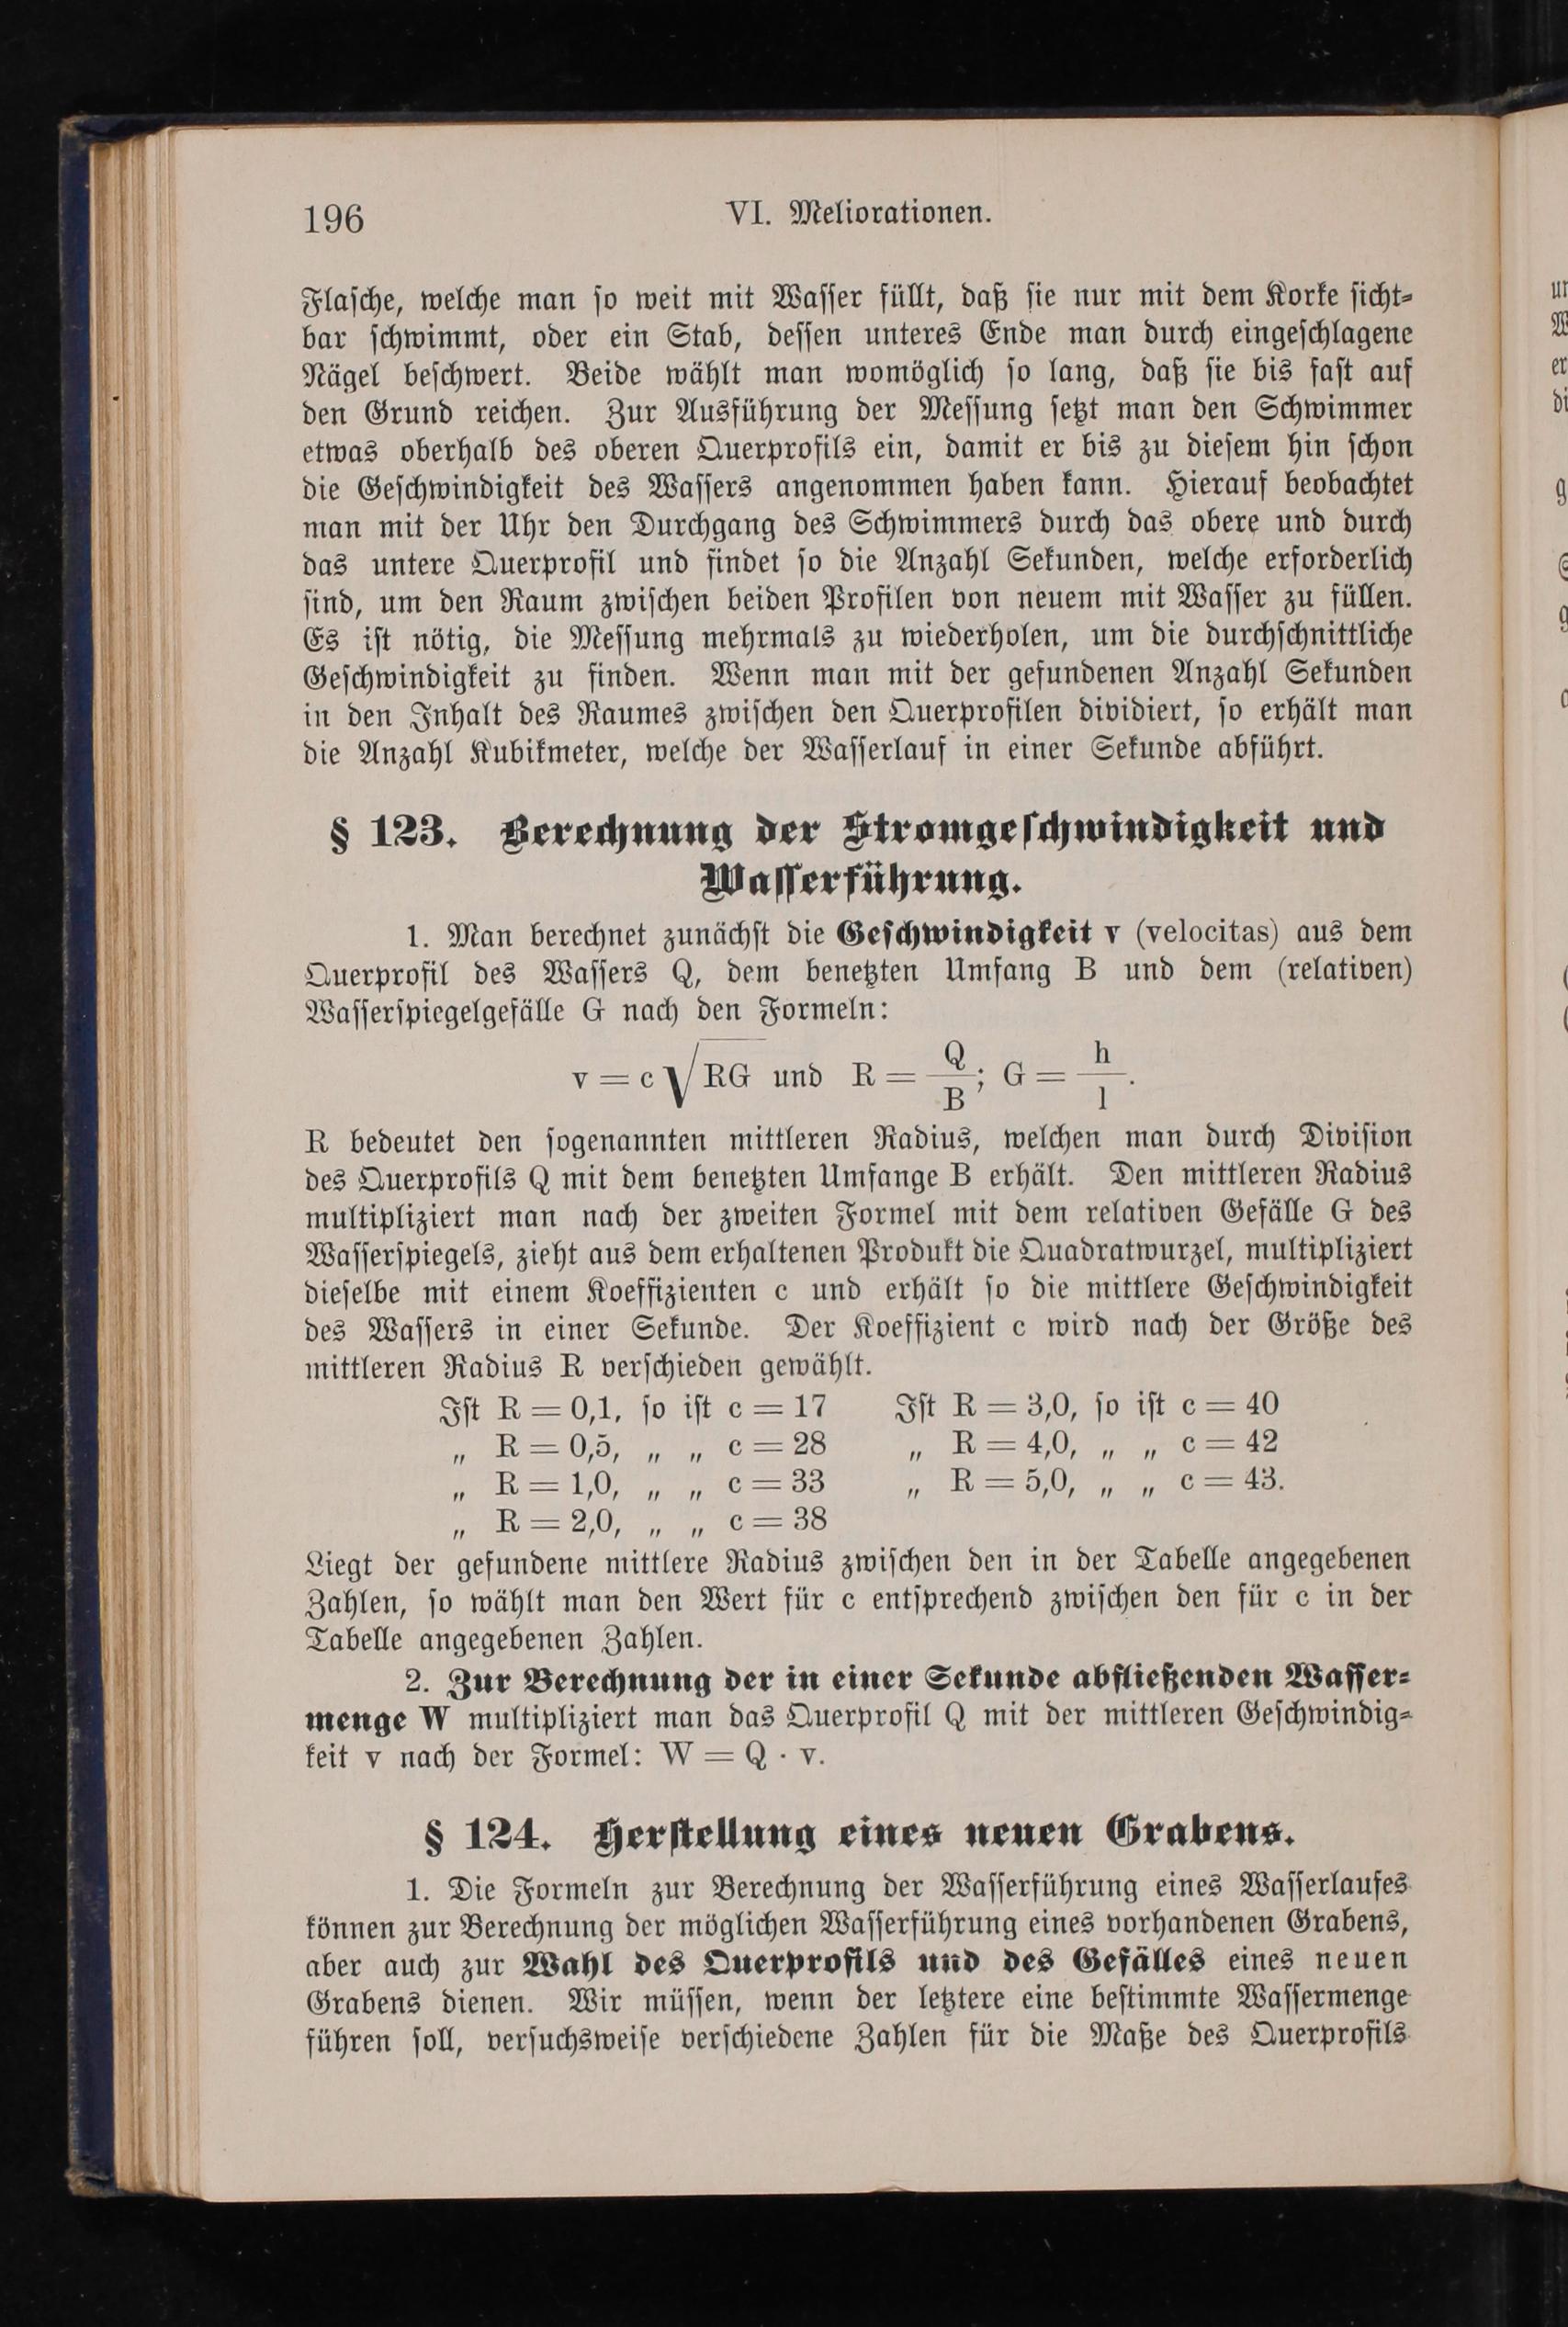 196
VI. Meliorationen.
Flaſche, welche man ſo weit mit Waſſer füllt, daß ſie nur mit dem Korke ſicht⸗
bar ſchwimmt, oder ein Stab, deſſen unteres Ende man durch eingeſchlagene
Nägel beſchwert. Beide wählt man womöglich ſo lang, daß ſie bis faſt auf
den Grund reichen. Zur Ausführung der Meſſung ſetzt man den Schwimmer
etwas oberhalb des oberen Querprofils ein, damit er bis zu dieſem hin ſchon
die Geſchwindigkeit des Waſſers angenommen haben kann. Hierauf beobachtet
man mit der Uhr den Durchgang des Schwimmers durch das obere und durch
das untere Querprofil und findet ſo die Anzahl Sekunden, welche erforderlich
ſind, um den Raum zwiſchen beiden Profilen von neuem mit Waſſer zu füllen.
Es iſt nötig, die Meſſung mehrmals zu wiederholen, um die durchſchnittliche
Geſchwindigkeit zu finden. Wenn man mit der gefundenen Anzahl Sekunden
in den Inhalt des Raumes zwiſchen den Querprofilen dividiert, ſo erhält man
die Anzahl Kubikmeter, welche der Waſſerlauf in einer Sekunde abführt.
§ 123. Berechnung der Stromgeſchwindigkeit und
Waſſerführung.
1. Man berechnet zunächſt die Geſchwindigkeit v (velocitas) aus dem
Querprofil des Waſſers Q, dem benetzten Umfang B und dem (relativen)
Waſſerſpiegelgefälle G nach den Formeln:
v = c √RG und R = Q/B; G = h/l.
R bedeutet den ſogenannten mittleren Radius, welchen man durch Diviſion
des Querprofils Q mit dem benetzten Umfange B erhält. Den mittleren Radius
multipliziert man nach der zweiten Formel mit dem relativen Gefälle G des
Waſſerſpiegels, zieht aus dem erhaltenen Produkt die Quadratwurzel, multipliziert
dieſelbe mit einem Koeffizienten c und erhält ſo die mittlere Geſchwindigkeit
des Waſſers in einer Sekunde. Der Koeffizient c wird nach der Größe des
mittleren Radius R verſchieden gewählt.
Iſt R = 0,1, ſo iſt c = 17 Iſt R = 3,0, ſo iſt c = 40
„ R = 0,5, „ „ c = 28 „ R = 4,0, „ „ c = 42
„ R = 1,0, „ „ c = 33 „ R = 5,0, „ „ c = 43.
„ R = 2,0, „ „ c = 38
Liegt der gefundene mittlere Radius zwiſchen den in der Tabelle angegebenen
Zahlen, ſo wählt man den Wert für c entſprechend zwiſchen den für c in der
Tabelle angegebenen Zahlen.
2. Zur Berechnung der in einer Sekunde abfließenden Waſſer⸗
menge W multipliziert man das Querprofil Q mit der mittleren Geſchwindig⸗
keit v nach der Formel: W = Q · v.
§ 124. Herſtellung eines neuen Grabens.
1. Die Formeln zur Berechnung der Waſſerführung eines Waſſerlaufes
können zur Berechnung der möglichen Waſſerführung eines vorhandenen Grabens,
aber auch zur Wahl des Querprofils und des Gefälles eines neuen
Grabens dienen. Wir müſſen, wenn der letztere eine beſtimmte Waſſermenge
führen ſoll, verſuchsweiſe verſchiedene Zahlen für die Maße des Querprofils